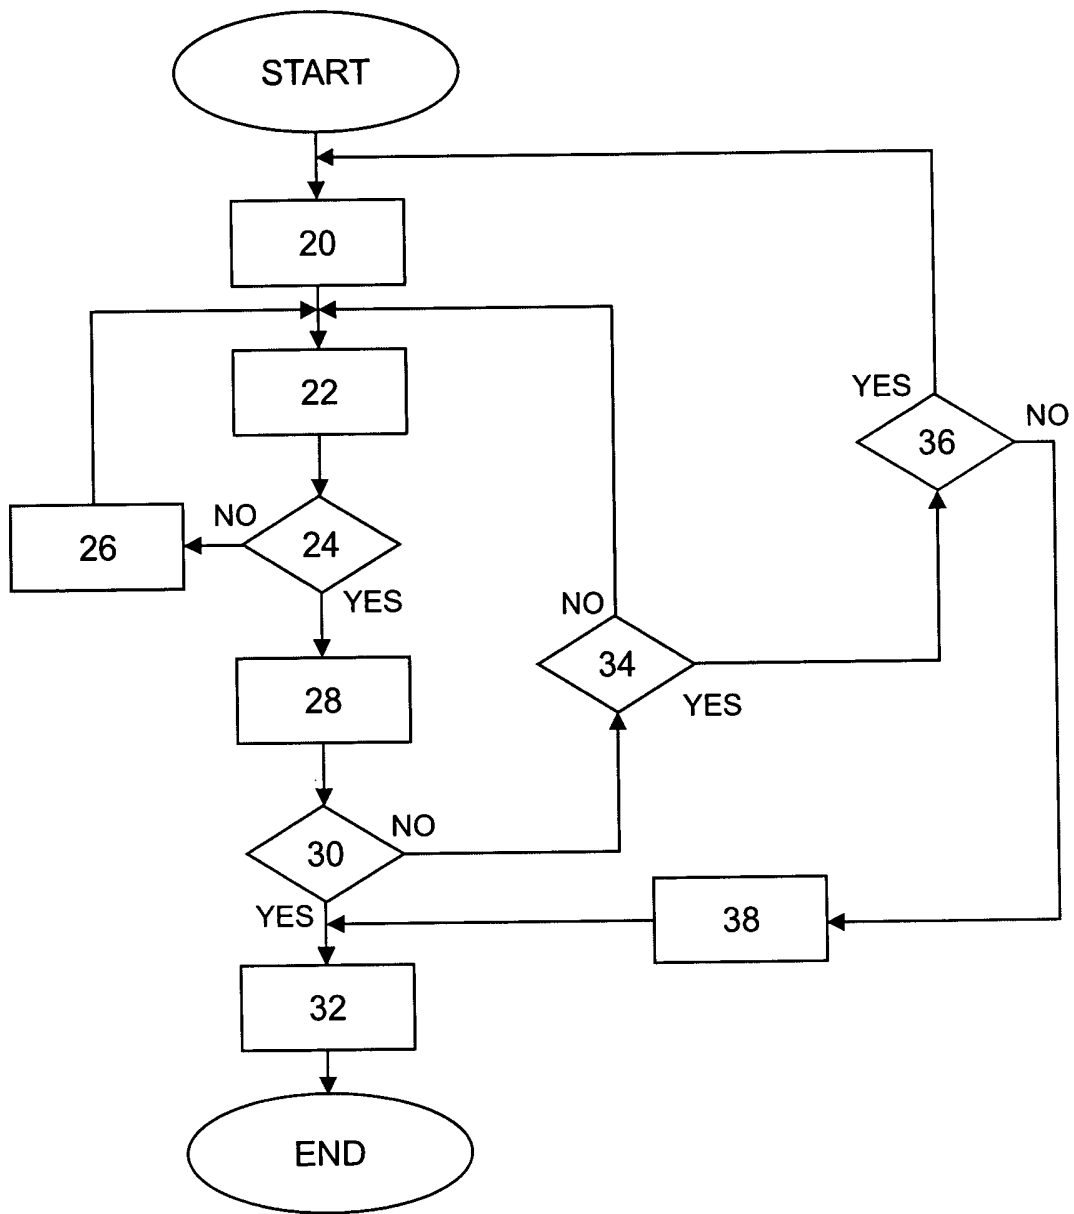 START
20
22
YES
NO
36
NO
24
26
YES
NO
34
YES
28
NO
30
YES
38
32
END